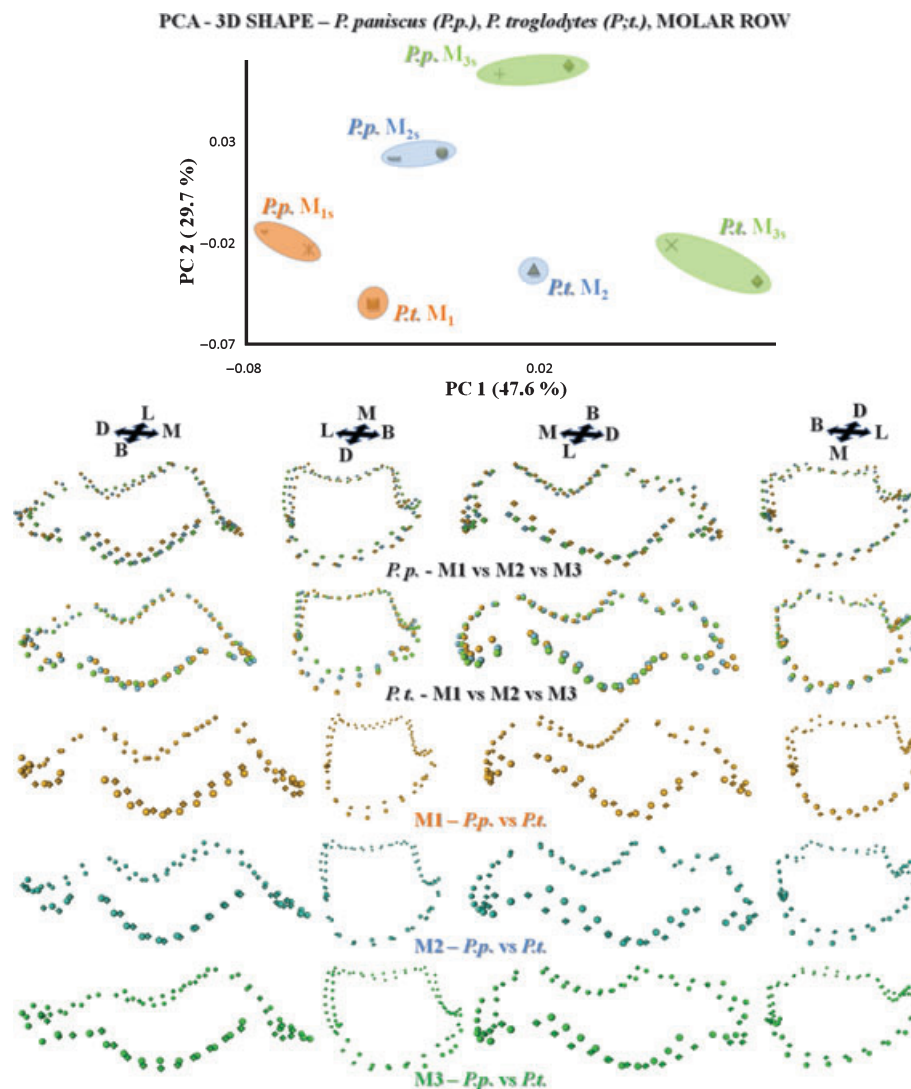 PCA - 3D SHAPE – P. paniscus (P.p.), P. troglodytes (P;t.), MOLAR ROW
P.p. M3s
0.03
P.p. M2s
P.p. M1s
P.t. M3s
PC 2 ( 29.7 %)
−0.02
P.t. M2
P.t. M1
−0.07
−0.08
0.02
PC 1 (47.6 %)
L
D M
B
M
L B
D
B
M D
L
D
B L
M
P. p. - M1 vs M2 vs M3
P. t. - M1 vs M2 vs M3
M1 – P.p. vs P.t.
M2 – P.p. vs P.t.
M3 – P.p. vs P.t.